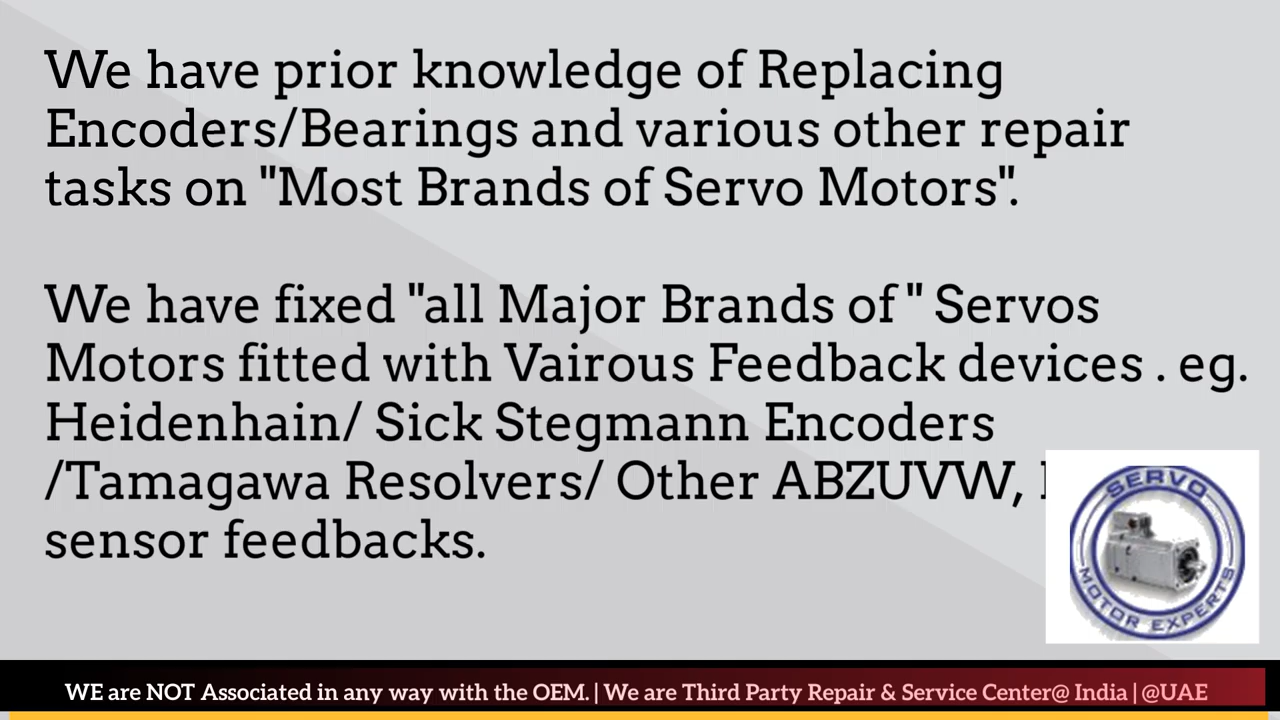 We have prior knowledge of Replacing
Encoders/Bearings and various other repair
tasks on "Most Brands of Servo Motors".
We have fixed "all Major Brands of " Servos
Motors fitted with Vairous Feedback devices . eg.
Heidenhain/ Sick Stegmann Encoders
/Tamagawa Resolvers/ Other ABZUVW,
sensor feedbacks.
SERVO
MOTOR EXPERTS
WE are NOT Associated in any way with the OEM. | We are Third Party Repair & Service Center@ India | @UAE